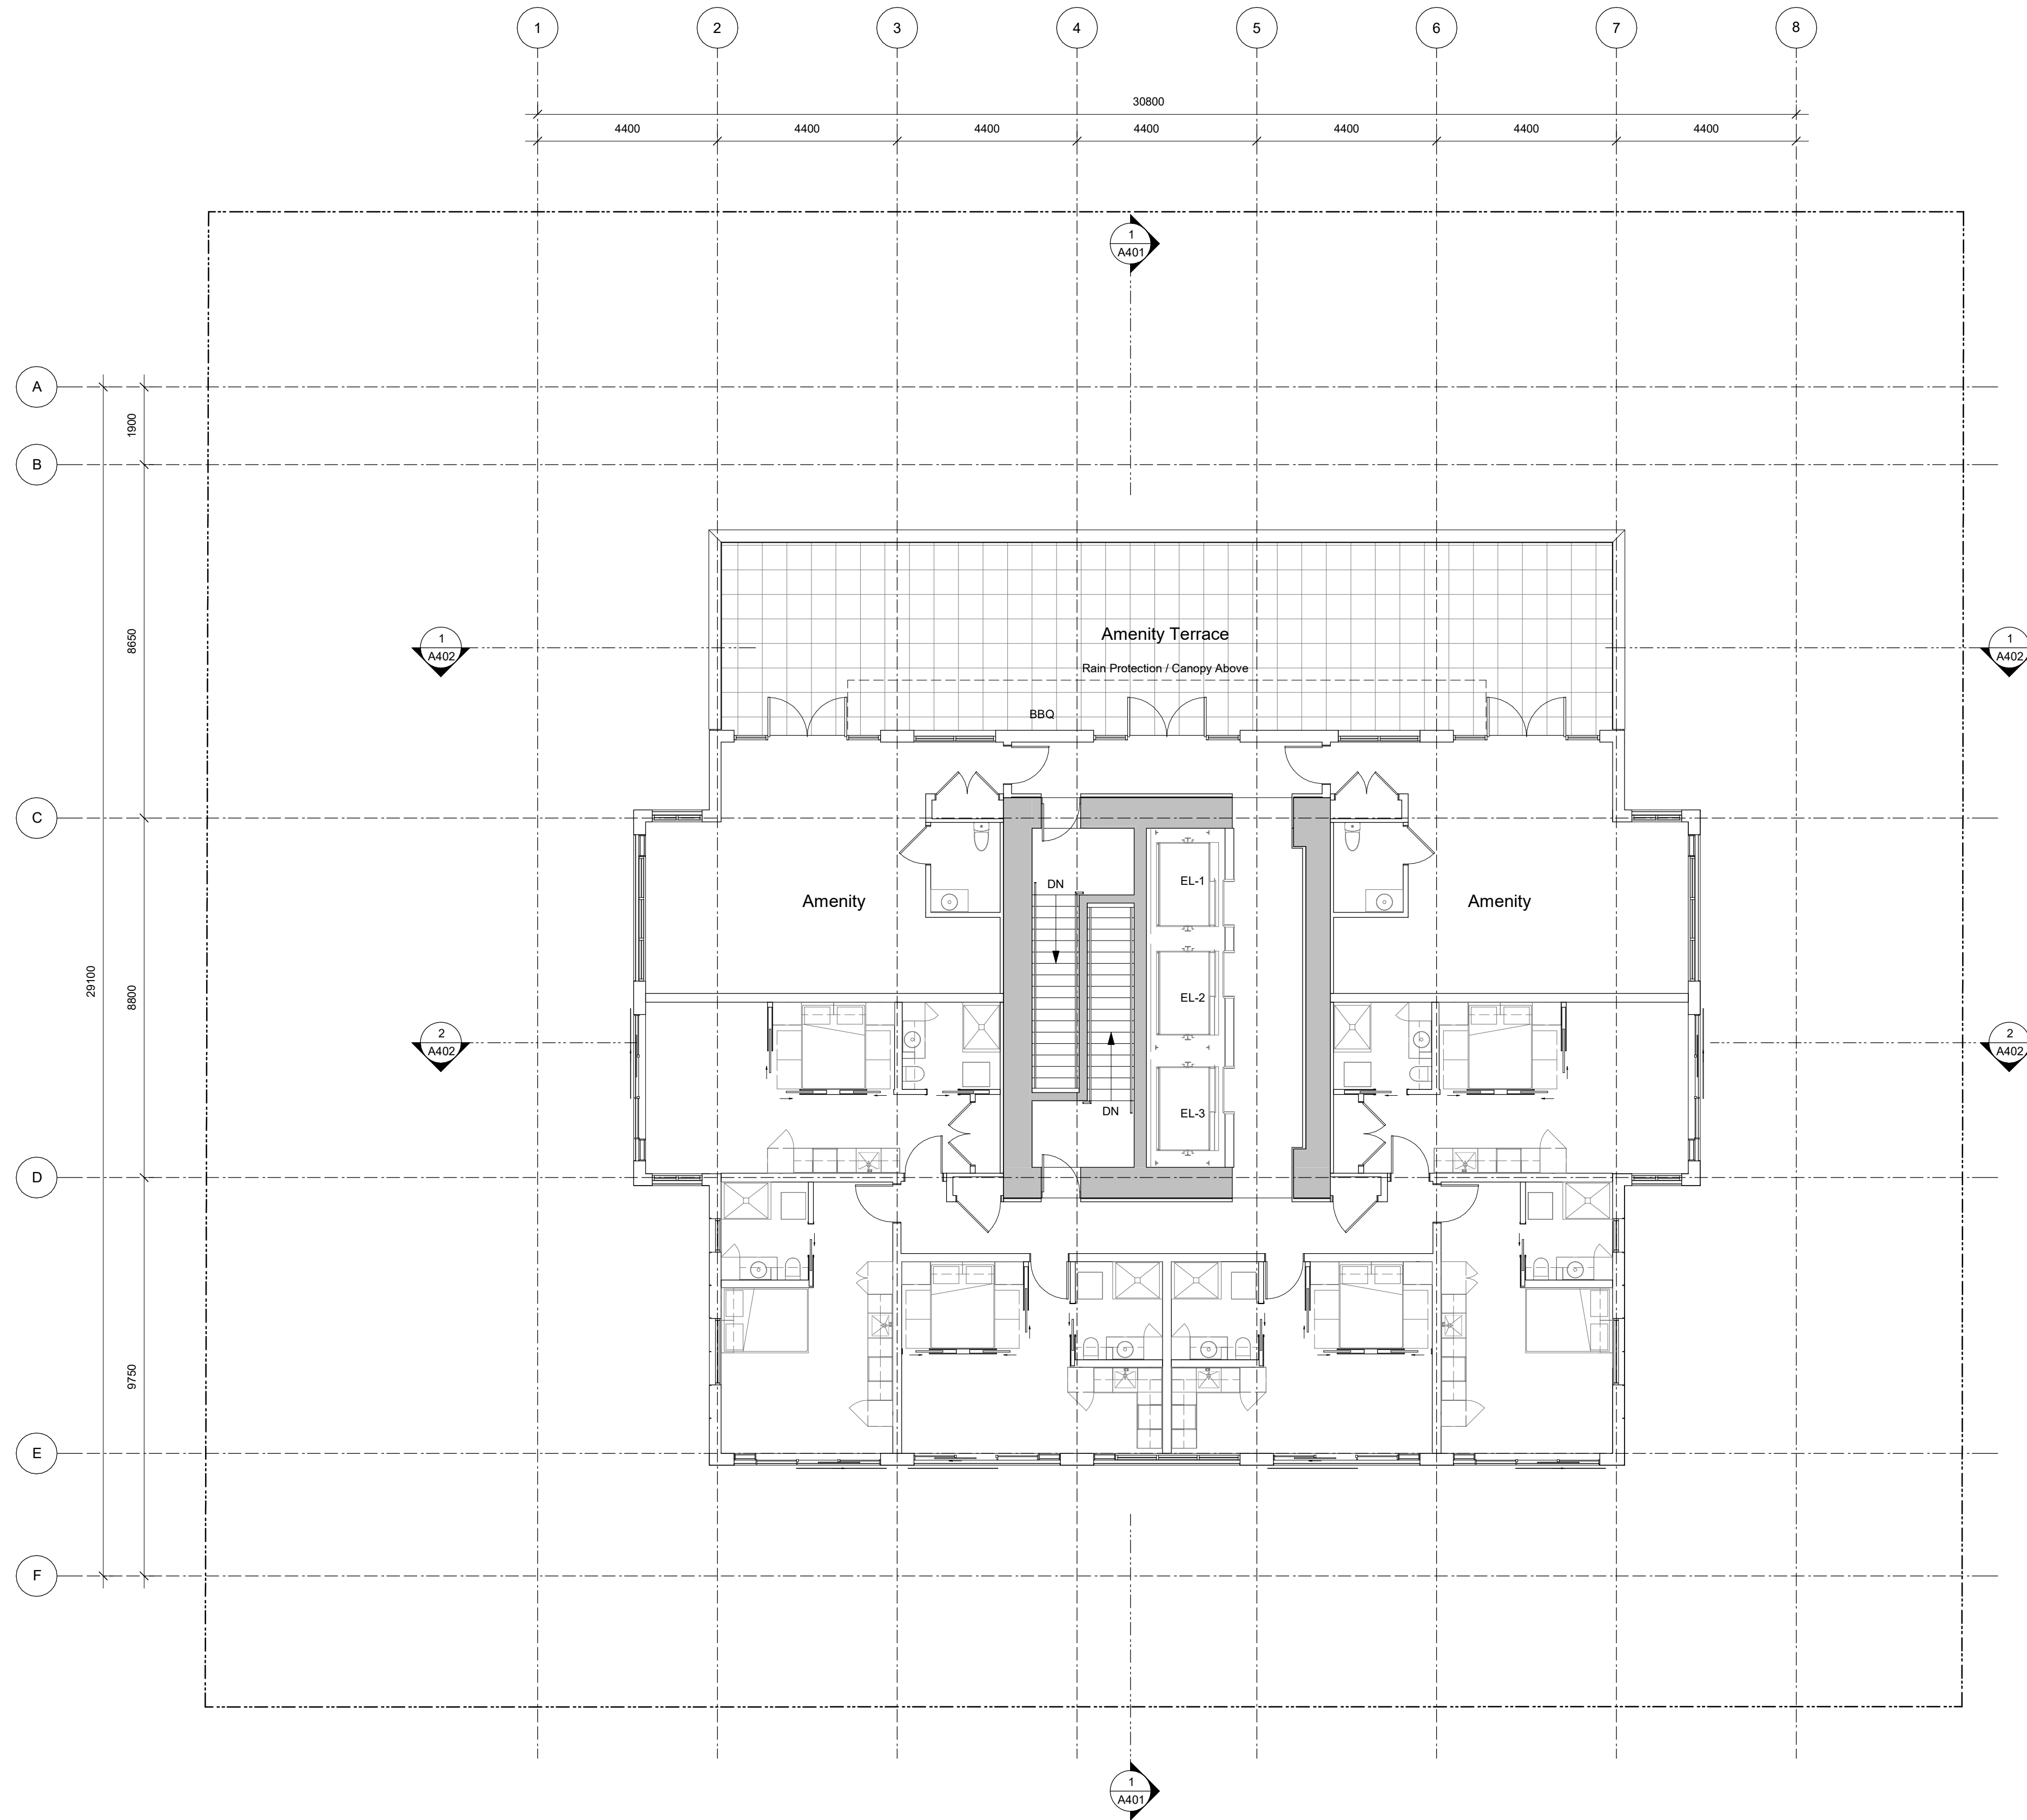 1 2 3 4 5 6 7 8
30800
4400 4400 4400 4400 4400 4400 4400
1
A401
A
1900
B
8650
Amenity Terrace
1
A402
1
A402
Rain Protection / Canopy Above
BBQ
C
DN
EL-1
Amenity
Amenity
29100
8800
EL-2
2
A402
2
A402
DN
EL-3
D
9750
E
F
1
A401